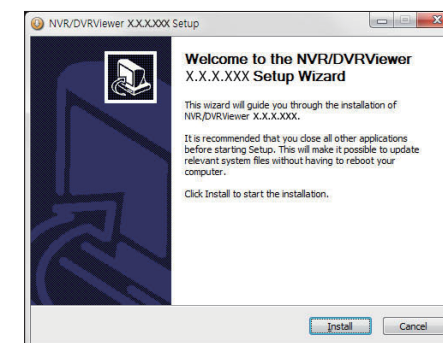 NVR/DVRViewer X.X.XXX Setup
Welcome to the NVR/DVRViewer
X.X.X.XXX Setup Wizard
This wizard will guide you through the installation of
NVR/DVRViewer X.X.X.XXX.
It is recommended that you close all other applications
before starting Setup. This will make it possible to update
relevant system files without having to reboot your
computer.
Click Install to start the installation.
Install
Cancel